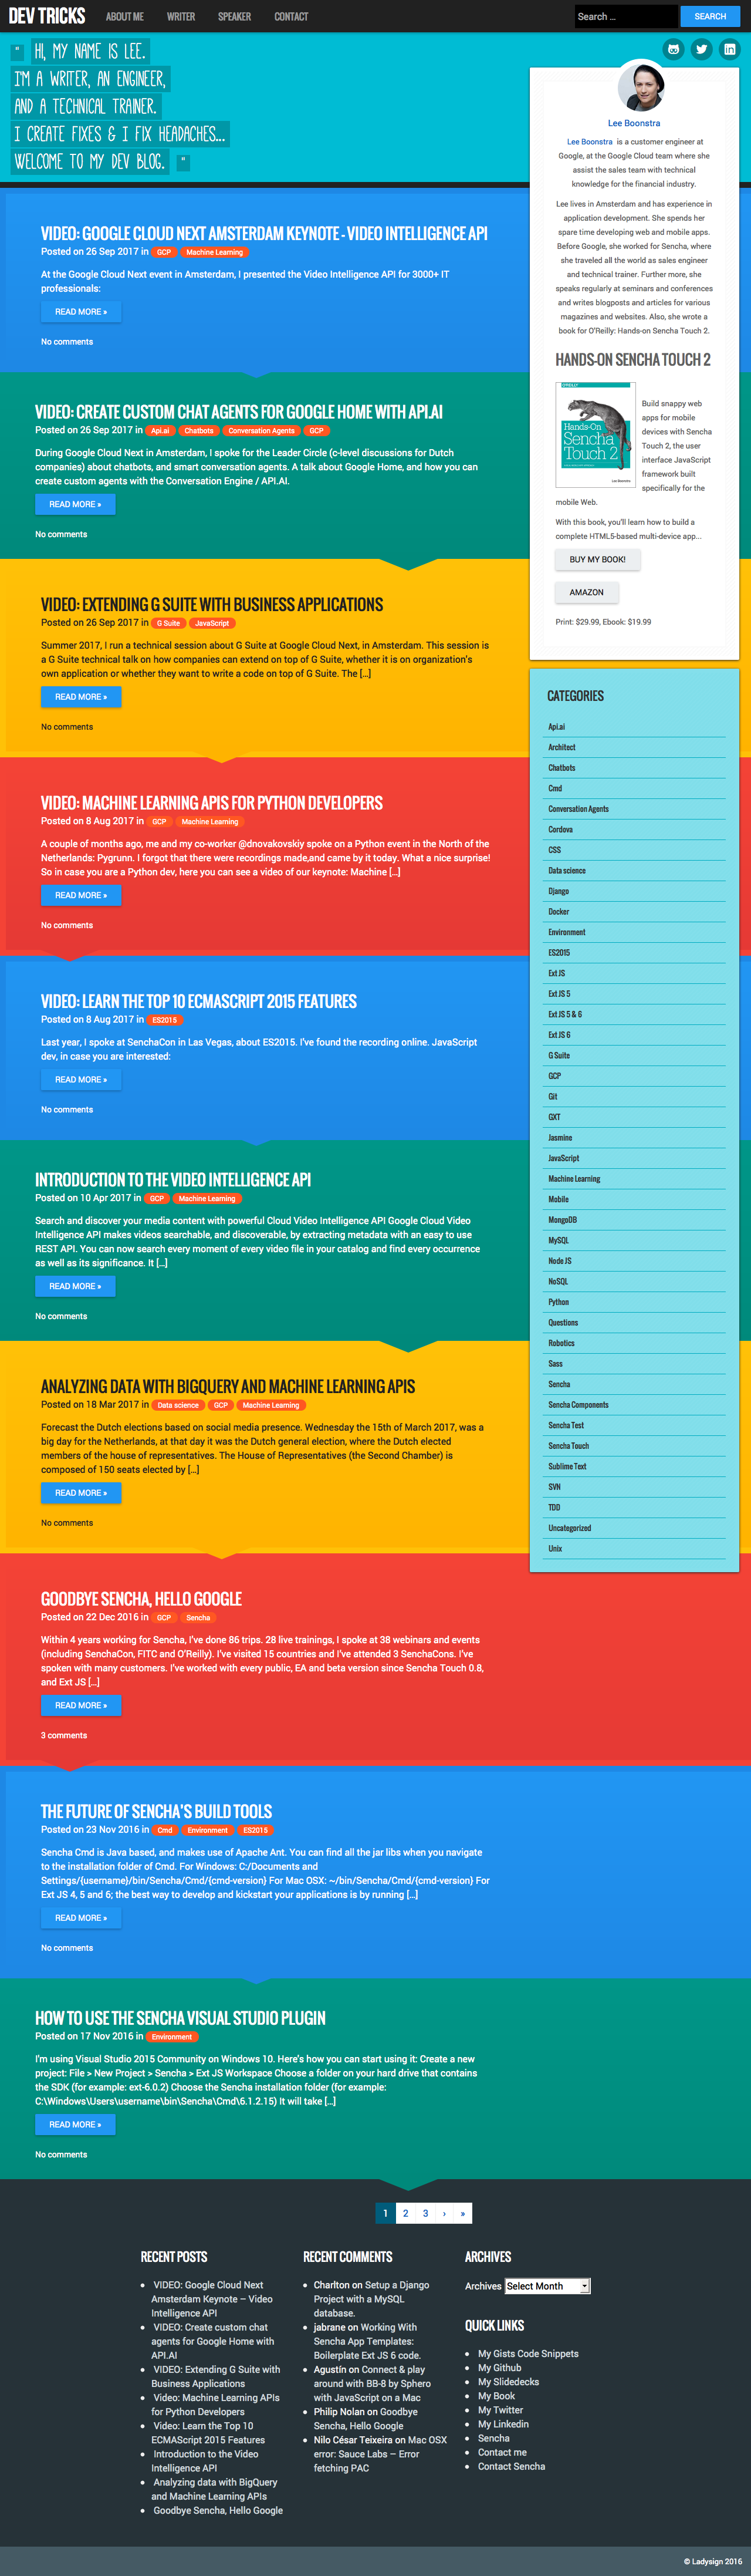 DEV TRICKS
ABOUT ME
WRITER
SPEAKER
CONTACT
Search ...
SEARCH
" HI, MY NAME IS LEE.
I'M A WRITER, AN ENGINEER,
AND A TECHNICAL TRAINER.
I CREATE FIXES & I FIX HEADACHES...
WELCOME TO MY DEV BLOG. "
VIDEO: GOOGLE CLOUD NEXT AMSTERDAM KEYNOTE - VIDEO INTELLIGENCE API
Posted on 26 Sep 2017 in GCP Machine Learning
At the Google Cloud Next event in Amsterdam, I presented the Video Intelligence API for 3000+ IT
professionals:
READ MORE »
No comments
VIDEO: CREATE CUSTOM CHAT AGENTS FOR GOOGLE HOME WITH API.AI
Posted on 26 Sep 2017 in Api.ai Chatbots Conversation Agents GCP
During Google Cloud Next in Amsterdam, I spoke for the Leader Circle (c-level discussions for Dutch
companies) about chatbots, and smart conversation agents. A talk about Google Home, and how you can
create custom agents with the Conversation Engine / API.AI.
READ MORE »
No comments
VIDEO: EXTENDING G SUITE WITH BUSINESS APPLICATIONS
Posted on 26 Sep 2017 in G Suite JavaScript
Summer 2017, I run a technical session about G Suite at Google Cloud Next, in Amsterdam. This session is
a G Suite technical talk on how companies can extend on top of G Suite, whether it is on organization's
own application or whether they want to write a code on top of G Suite. The [...]
READ MORE »
No comments
VIDEO: MACHINE LEARNING APIS FOR PYTHON DEVELOPERS
Posted on 8 Aug 2017 in GCP Machine Learning
A couple of months ago, me and my co-worker @dnovakovskiy spoke on a Python event in the North of the
Netherlands: Pygrunn. I forgot that there were recordings made,and came by it today. What a nice surprise!
So in case you are a Python dev, here you can see a video of our keynote: Machine [...]
READ MORE »
No comments
VIDEO: LEARN THE TOP 10 ECMASCRIPT 2015 FEATURES
Posted on 8 Aug 2017 in ES2015
Last year, I spoke at SenchaCon in Las Vegas, about ES2015. I've found the recording online. JavaScript
dev, in case you are interested:
READ MORE »
No comments
INTRODUCTION TO THE VIDEO INTELLIGENCE API
Posted on 10 Apr 2017 in GCP Machine Learning
Search and discover your media content with powerful Cloud Video Intelligence API Google Cloud Video
Intelligence API makes videos searchable, and discoverable, by extracting metadata with an easy to use
REST API. You can now search every moment of every video file in your catalog and find every occurrence
as well as its significance. It [...]
READ MORE »
No comments
ANALYZING DATA WITH BIGQUERY AND MACHINE LEARNING APIS
Posted on 18 Mar 2017 in Data science GCP Machine Learning
Forecast the Dutch elections based on social media presence. Wednesday the 15th of March 2017, was a
big day for the Netherlands, at that day it was the Dutch general election, where the Dutch elected
members of the house of representatives. The House of Representatives (the Second Chamber) is
composed of 150 seats elected by [...]
READ MORE »
No comments
GOODBYE SENCHA, HELLO GOOGLE
Posted on 22 Dec 2016 in GCP Sencha
Within 4 years working for Sencha, I've done 86 trips. 28 live trainings, I spoke at 38 webinars and events
(including SenchaCon, FITC and O'Reilly). I've visited 15 countries and I've attended 3 SenchaCons. I've
spoken with many customers. I've worked with every public, EA and beta version since Sencha Touch 0.8,
and Ext JS [...]
READ MORE »
3 comments
THE FUTURE OF SENCHA'S BUILD TOOLS
Posted on 23 Nov 2016 in Cmd Environment ES2015
Sencha Cmd is Java based, and makes use of Apache Ant. You can find all the jar libs when you navigate
to the installation folder of Cmd. For Windows: C:/Documents and
Settings/{username}/bin/Sencha/Cmd/{cmd-version} For Mac OSX: ~/bin/Sencha/Cmd/{cmd-version} For
Ext JS 4, 5 and 6; the best way to develop and kickstart your applications is by running [...]
READ MORE »
No comments
HOW TO USE THE SENCHA VISUAL STUDIO PLUGIN
Posted on 17 Nov 2016 in Environment
I'm using Visual Studio 2015 Community on Windows 10. Here's how you can start using it: Create a new
project: File > New Project > Sencha > Ext JS Workspace Choose a folder on your hard drive that contains
the SDK (for example: ext-6.0.2) Choose the Sencha installation folder (for example:
C:\Windows\Users\username\bin\Sencha\Cmd\6.1.2.15) It will take [...]
READ MORE »
No comments
Lee Boonstra
Lee Boonstra is a customer engineer at
Google, at the Google Cloud team where she
assist the sales team with technical
knowledge for the financial industry.
Lee lives in Amsterdam and has experience in
application development. She spends her
spare time developing web and mobile apps.
Before Google, she worked for Sencha, where
she traveled all the world as sales engineer
and technical trainer. Further more, she
speaks regularly at seminars and conferences
and writes blogposts and articles for various
magazines and websites. Also, she wrote a
book for O'Reilly: Hands-on Sencha Touch 2.
HANDS-ON SENCHA TOUCH 2
O'REILLY
Hands-On
Sencha
Touch 2
Lee Boonstra
Build snappy web
apps for mobile
devices with Sencha
Touch 2, the user
interface JavaScript
framework built
specifically for the
mobile Web.
With this book, you'll learn how to build a
complete HTML5-based multi-device app...
BUY MY BOOK!
AMAZON
Print: $29.99, Ebook: $19.99
CATEGORIES
Api.ai
Architect
Chatbots
Cmd
Conversation Agents
Cordova
CSS
Data science
Django
Docker
Environment
ES2015
Ext JS
Ext JS 5
Ext JS 5 & 6
Ext JS 6
G Suite
GCP
Git
GXT
Jasmine
JavaScript
Machine Learning
Mobile
MongoDB
MySQL
Node JS
NoSQL
Python
Questions
Robotics
Sass
Sencha
Sencha Components
Sencha Test
Sencha Touch
Sublime Text
SVN
TDD
Uncategorized
Unix
1 2 3 › »
RECENT POSTS
VIDEO: Google Cloud Next
Amsterdam Keynote – Video
Intelligence API
VIDEO: Create custom chat
agents for Google Home with
API.AI
VIDEO: Extending G Suite with
Business Applications
Video: Machine Learning APIs
for Python Developers
Video: Learn the Top 10
ECMAScript 2015 Features
Introduction to the Video
Intelligence API
Analyzing data with BigQuery
and Machine Learning APIs
Goodbye Sencha, Hello Google
RECENT COMMENTS
Charlton on Setup a Django
Project with a MySQL
database.
jabrane on Working With
Sencha App Templates:
Boilerplate Ext JS 6 code.
Agustín on Connect & play
around with BB-8 by Sphero
with JavaScript on a Mac
Philip Nolan on Goodbye
Sencha, Hello Google
Nilo César Teixeira on Mac OSX
error: Sauce Labs – Error
fetching PAC
ARCHIVES
Archives Select Month
QUICK LINKS
My Gists Code Snippets
My Github
My Slidedecks
My Book
My Twitter
My Linkedin
Sencha
Contact me
Contact Sencha
© Ladysign 2016